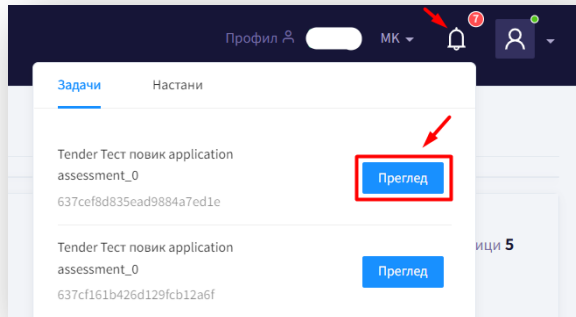 Профил МК 7
Задачи Настани
Tender Тест повик application
assessment_0
Преглед
637cef8d835ead9884a7ed1e
Tender Тест повик application
assessment_0
Преглед
637cf161b426d129fcb12a6f
ици 5